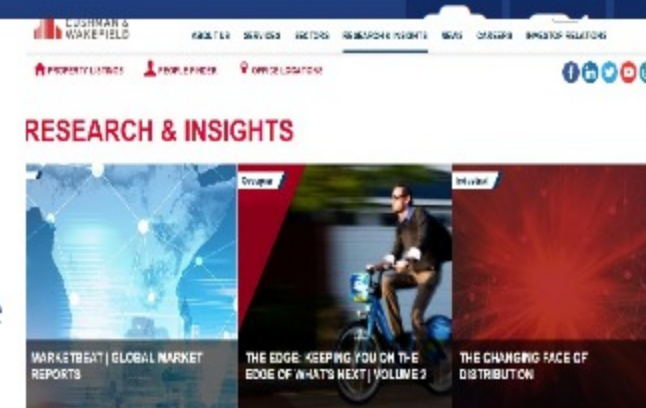 CUSHMAN &
WAKEFIELD
ABOUT US SERVICES SECTORS RESEARCH & INSIGHTS NEWS CAREERS INVESTOR RELATIONS
PROPERTY LISTINGS PEOPLE FINDER OFFICE LOCATIONS
RESEARCH & INSIGHTS
Occupier Industrial
MARKETBEAT | GLOBAL MARKET
REPORTS
THE EDGE: KEEPING YOU ON THE
EDGE OF WHAT'S NEXT | VOLUME 2
THE CHANGING FACE OF
DISTRIBUTION